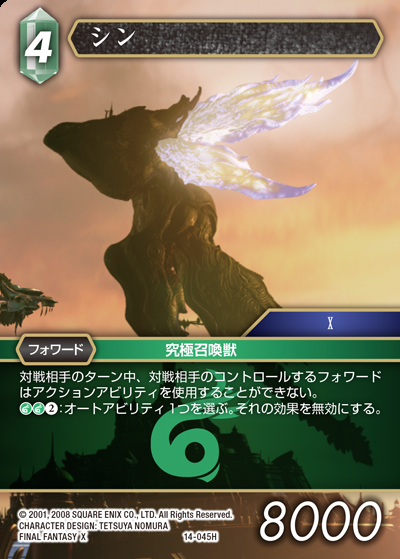 4
シン
X
フォワード
究極召喚獣
対戦相手のターン中、対戦相手のコントロールするフォワード
はアクションアビリティを使用することができない。
2:オートアビリティ1つを選ぶ。それの効果を無効にする。
© 2001, 2008 SQUARE ENIX CO., LTD. All Rights Reserved.
CHARACTER DESIGN: TETSUYA NOMURA
FINAL FANTASY X
14-045H
8000